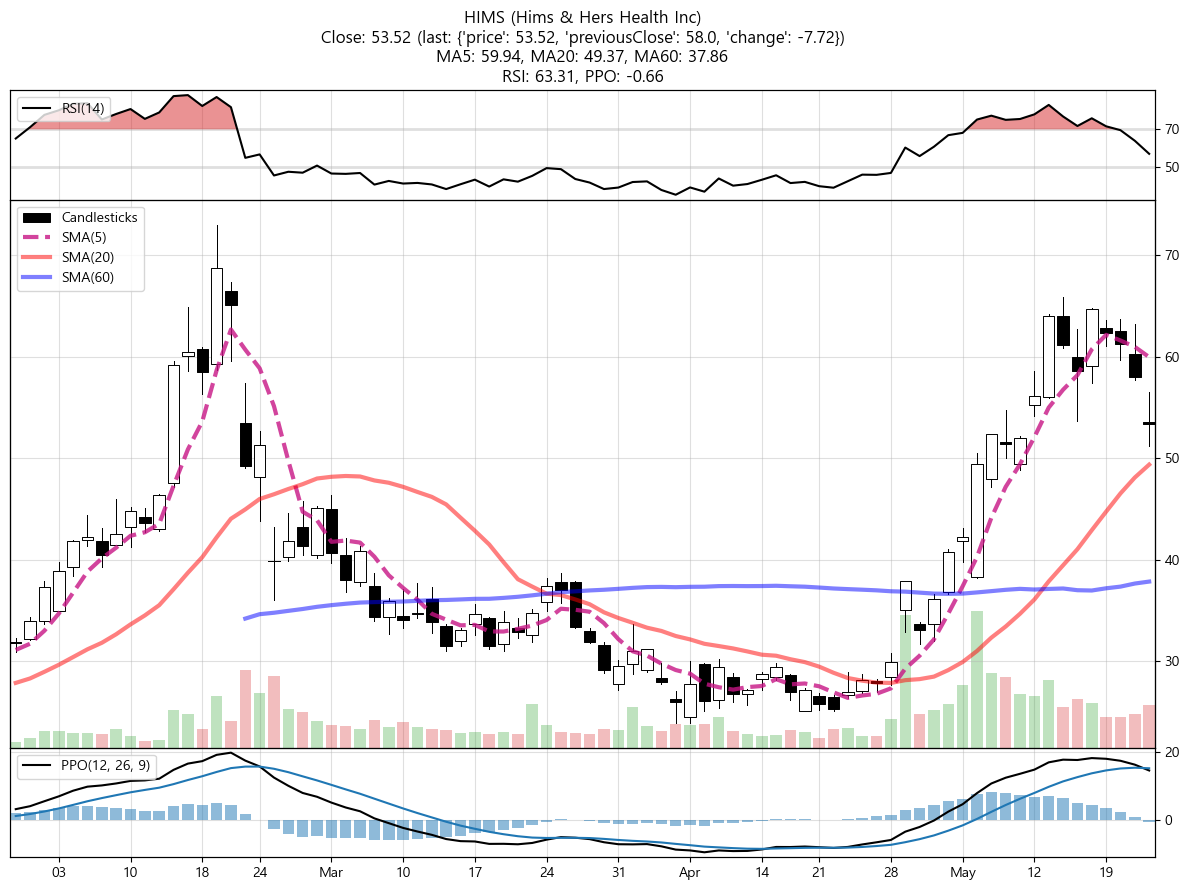 HIMS (Hims & Hers Health Inc)
Close: 53.52 (last: {'price': 53.52, 'previousClose': 58.0, 'change': -7.72})
MA5: 59.94, MA20: 49.37, MA60: 37.86
RSI: 63.31, PPO: -0.66
RSI(14)
70
50
Candlesticks
SMA(5)
SMA(20)
SMA(60)
70
60
50
40
30
PPO(12, 26, 9)
20
0
03 10 18 24 Mar 10 17 24 31 Apr 14 21 28 May 12 19